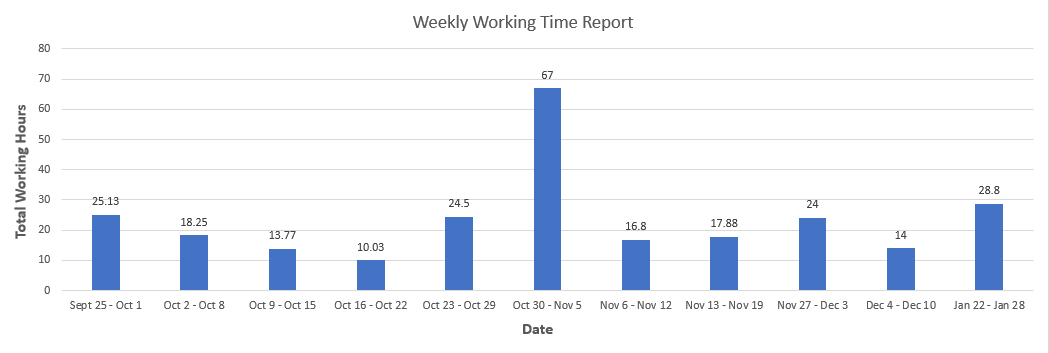 Weekly Working Time Report
80
70
60
50
40
30
20
10
0
Total Working Hours
25.13
18.25
13.77
10.03
24.5
67
16.8
17.88
24
14
28.8
Sept 25 - Oct 1
Oct 2 - Oct 8
Oct 9 - Oct 15
Oct 16 - Oct 22
Oct 23 - Oct 29
Oct 30 - Nov 5
Nov 6 - Nov 12
Nov 13 - Nov 19
Nov 27 - Dec 3
Dec 4 - Dec 10
Jan 22 - Jan 28
Date